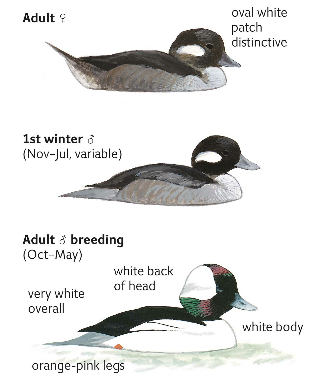 Adult ♀
oval white
patch
distinctive
1st winter ♂
(Nov–Jul, variable)
Adult ♂ breeding
(Oct–May)
white back
of head
very white
overall
white body
orange-pink legs